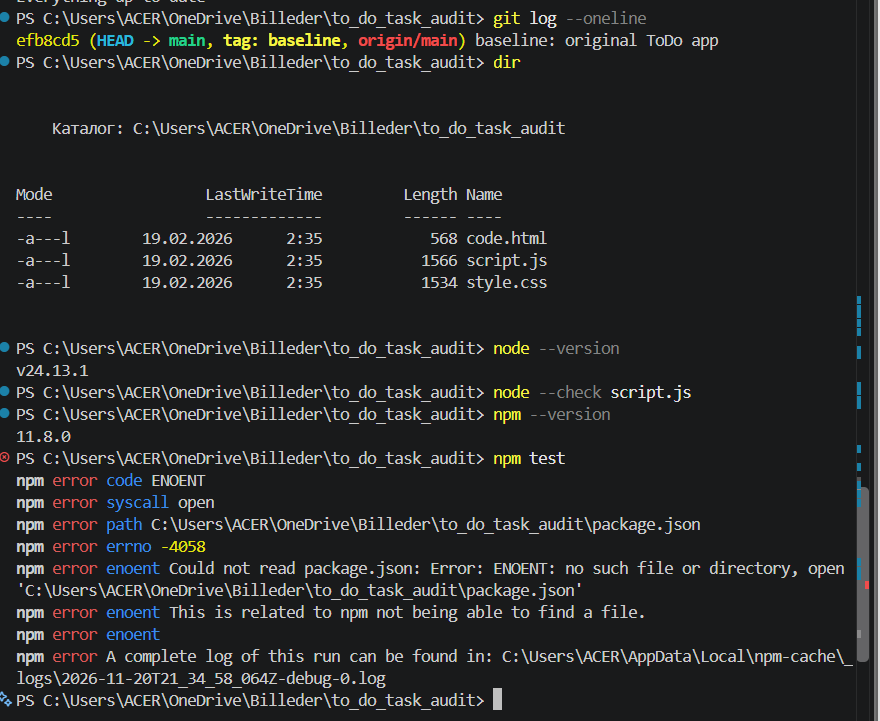 PS C:\Users\ACER\OneDrive\Billeder\to_do_task_audit> git log --oneline
efb8cd5 (HEAD -> main, tag: baseline, origin/main) baseline: original ToDo app
PS C:\Users\ACER\OneDrive\Billeder\to_do_task_audit> dir
Каталог: C:\Users\ACER\OneDrive\Billeder\to_do_task_audit
Mode                 LastWriteTime         Length Name
----                 -------------         ------ ----
-a---l        19.02.2026      2:35            568 code.html
-a---l        19.02.2026      2:35           1566 script.js
-a---l        19.02.2026      2:35           1534 style.css
PS C:\Users\ACER\OneDrive\Billeder\to_do_task_audit> node --version
v24.13.1
PS C:\Users\ACER\OneDrive\Billeder\to_do_task_audit> node --check script.js
PS C:\Users\ACER\OneDrive\Billeder\to_do_task_audit> npm --version
11.8.0
PS C:\Users\ACER\OneDrive\Billeder\to_do_task_audit> npm test
npm error code ENOENT
npm error syscall open
npm error path C:\Users\ACER\OneDrive\Billeder\to_do_task_audit\package.json
npm error errno -4058
npm error enoent Could not read package.json: Error: ENOENT: no such file or directory, open
'C:\Users\ACER\OneDrive\Billeder\to_do_task_audit\package.json'
npm error enoent This is related to npm not being able to find a file.
npm error enoent
npm error A complete log of this run can be found in: C:\Users\ACER\AppData\Local\npm-cache\_
logs\2026-11-20T21_34_58_064Z-debug-0.log
PS C:\Users\ACER\OneDrive\Billeder\to_do_task_audit>